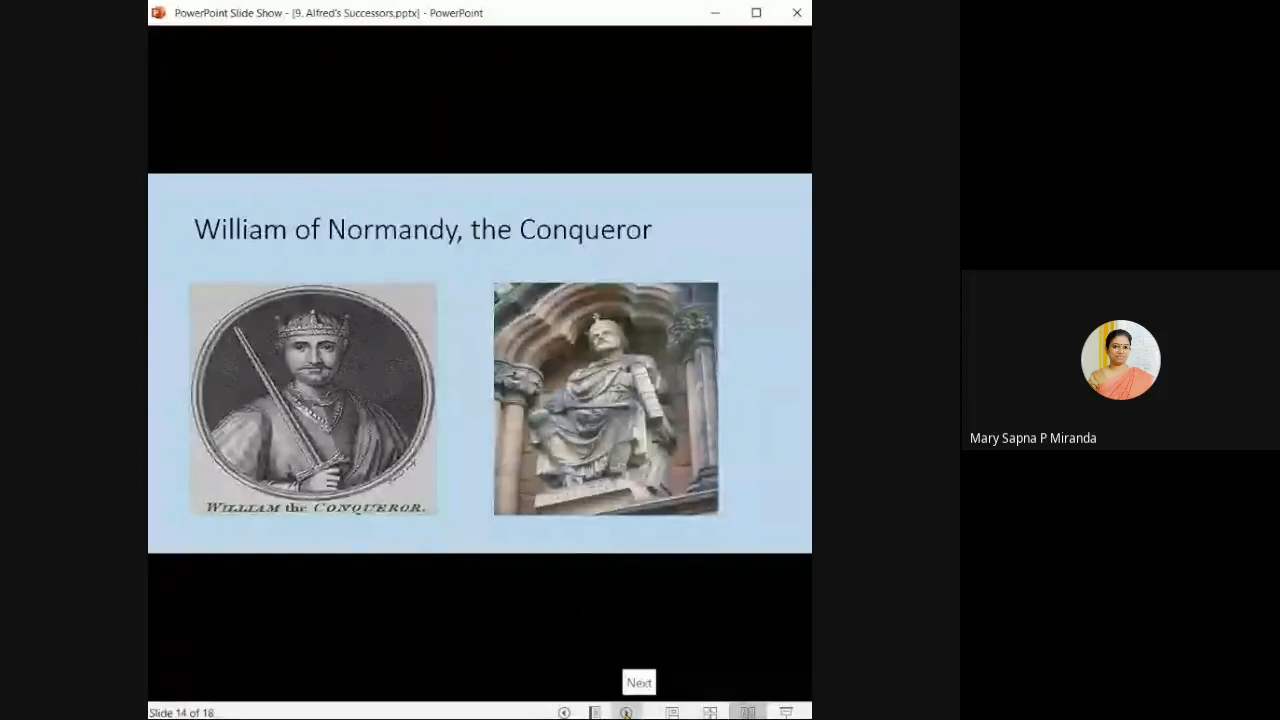 PowerPoint Slide Show - [9. Alfred's Successors.pptx] - PowerPoint
William of Normandy, the Conqueror
WILLIAM the CONQUEROR.
Mary Sapna P Miranda
Next
Slide 14 of 18